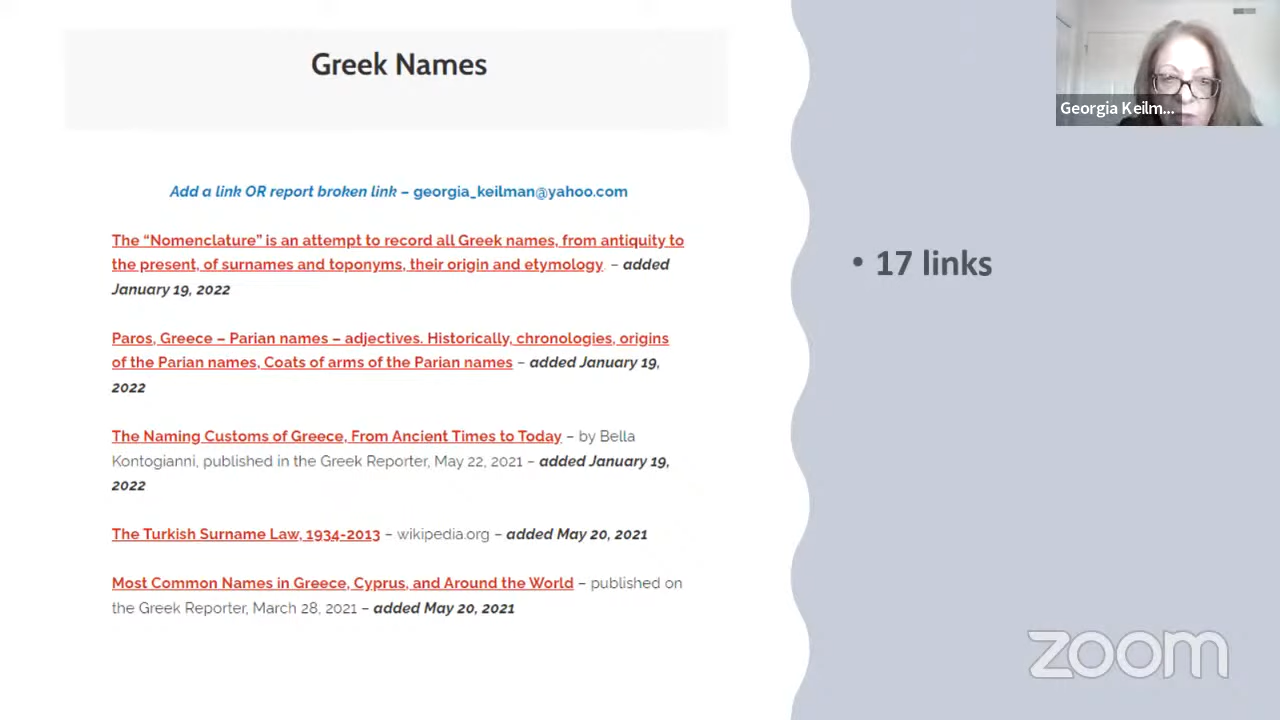 Greek Names
Add a link OR report broken link – georgia_keilman@yahoo.com
The “Nomenclature” is an attempt to record all Greek names, from antiquity to
the present, of surnames and toponyms, their origin and etymology. – added
January 19, 2022
Paros, Greece – Parian names – adjectives. Historically, chronologies, origins
of the Parian names, Coats of arms of the Parian names – added January 19,
2022
The Naming Customs of Greece, From Ancient Times to Today – by Bella
Kontogianni, published in the Greek Reporter, May 22, 2021 – added January 19,
2022
The Turkish Surname Law, 1934-2013 – wikipedia.org – added May 20, 2021
Most Common Names in Greece, Cyprus, and Around the World – published on
the Greek Reporter, March 28, 2021 – added May 20, 2021
• 17 links
Georgia Keilm...
zoom